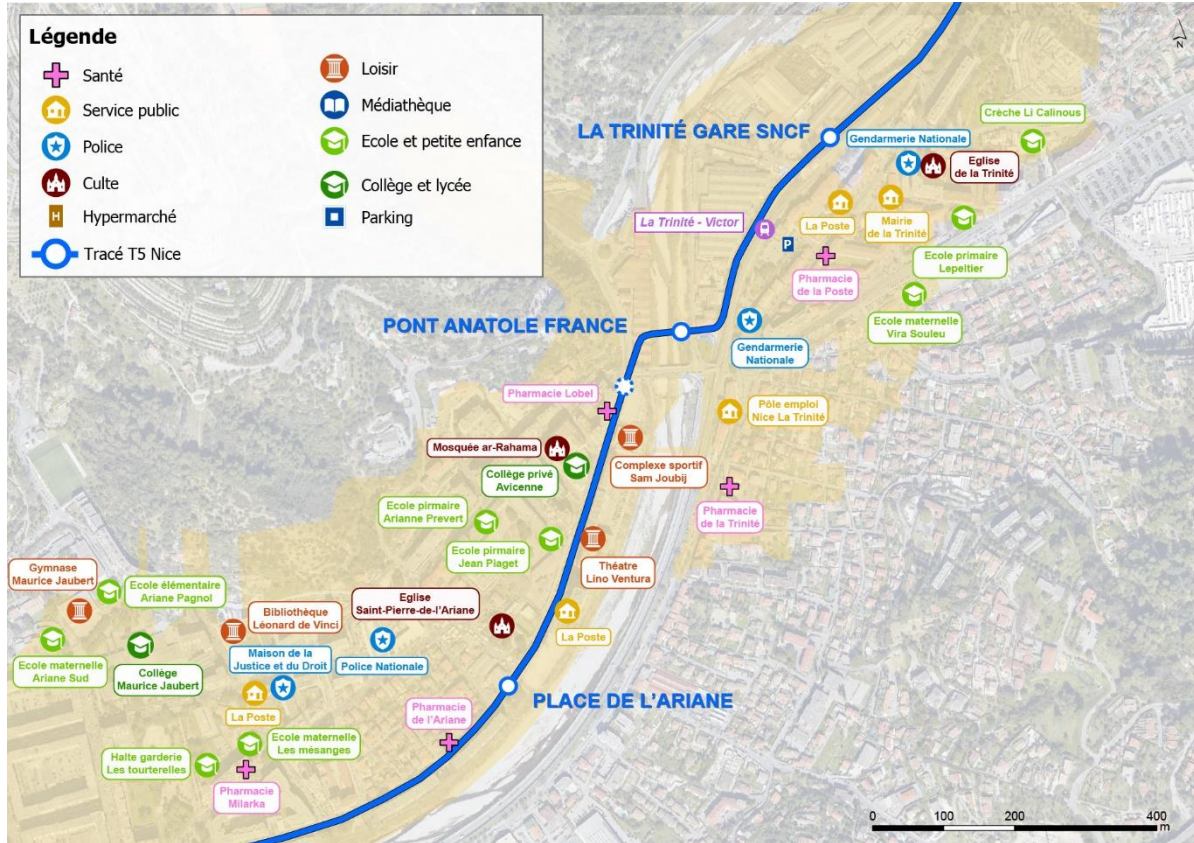 Légende
Santé
Service public
Police
Culte
H
Hypermarché
Tracé T5 Nice
Loisir
Médiathèque
Ecole et petite enfance
Collège et lycée
Parking
N
LA TRINITÉ GARE SNCF
Crèche Li Calinous
Gendarmerie Nationale
Eglise
de la Trinité
La Trinité - Victor
P
La Poste
Mairie
de la Trinité
Ecole primaire
Lepeltier
Pharmacie
de la Poste
Ecole maternelle
Vira Souleu
PONT ANATOLE FRANCE
Gendarmerie
Nationale
Pharmacie Lobel
Pôle emploi
Nice La Trinité
Mosquée ar-Rahama
Collège privé
Avicenne
Complexe sportif
Sam Joubij
Pharmacie
de la Trinité
Ecole pirmaire
Arianne Prevert
Ecole pirmaire
Jean Piaget
Théatre
Lino Ventura
Gymnase
Maurice Jaubert
Ecole élémentaire
Ariane Pagnol
Bibliothèque
Léonard de Vinci
Eglise
Saint-Pierre-de-l'Ariane
La Poste
Ecole maternelle
Ariane Sud
Collège
Maurice Jaubert
Maison de la
Justice et du Droit
Police Nationale
La Poste
PLACE DE L'ARIANE
Pharmacie
de l'Ariane
Ecole maternelle
Les mésanges
Halte garderie
Les tourterelles
Pharmacie
Milarka
0 100 200 400
m